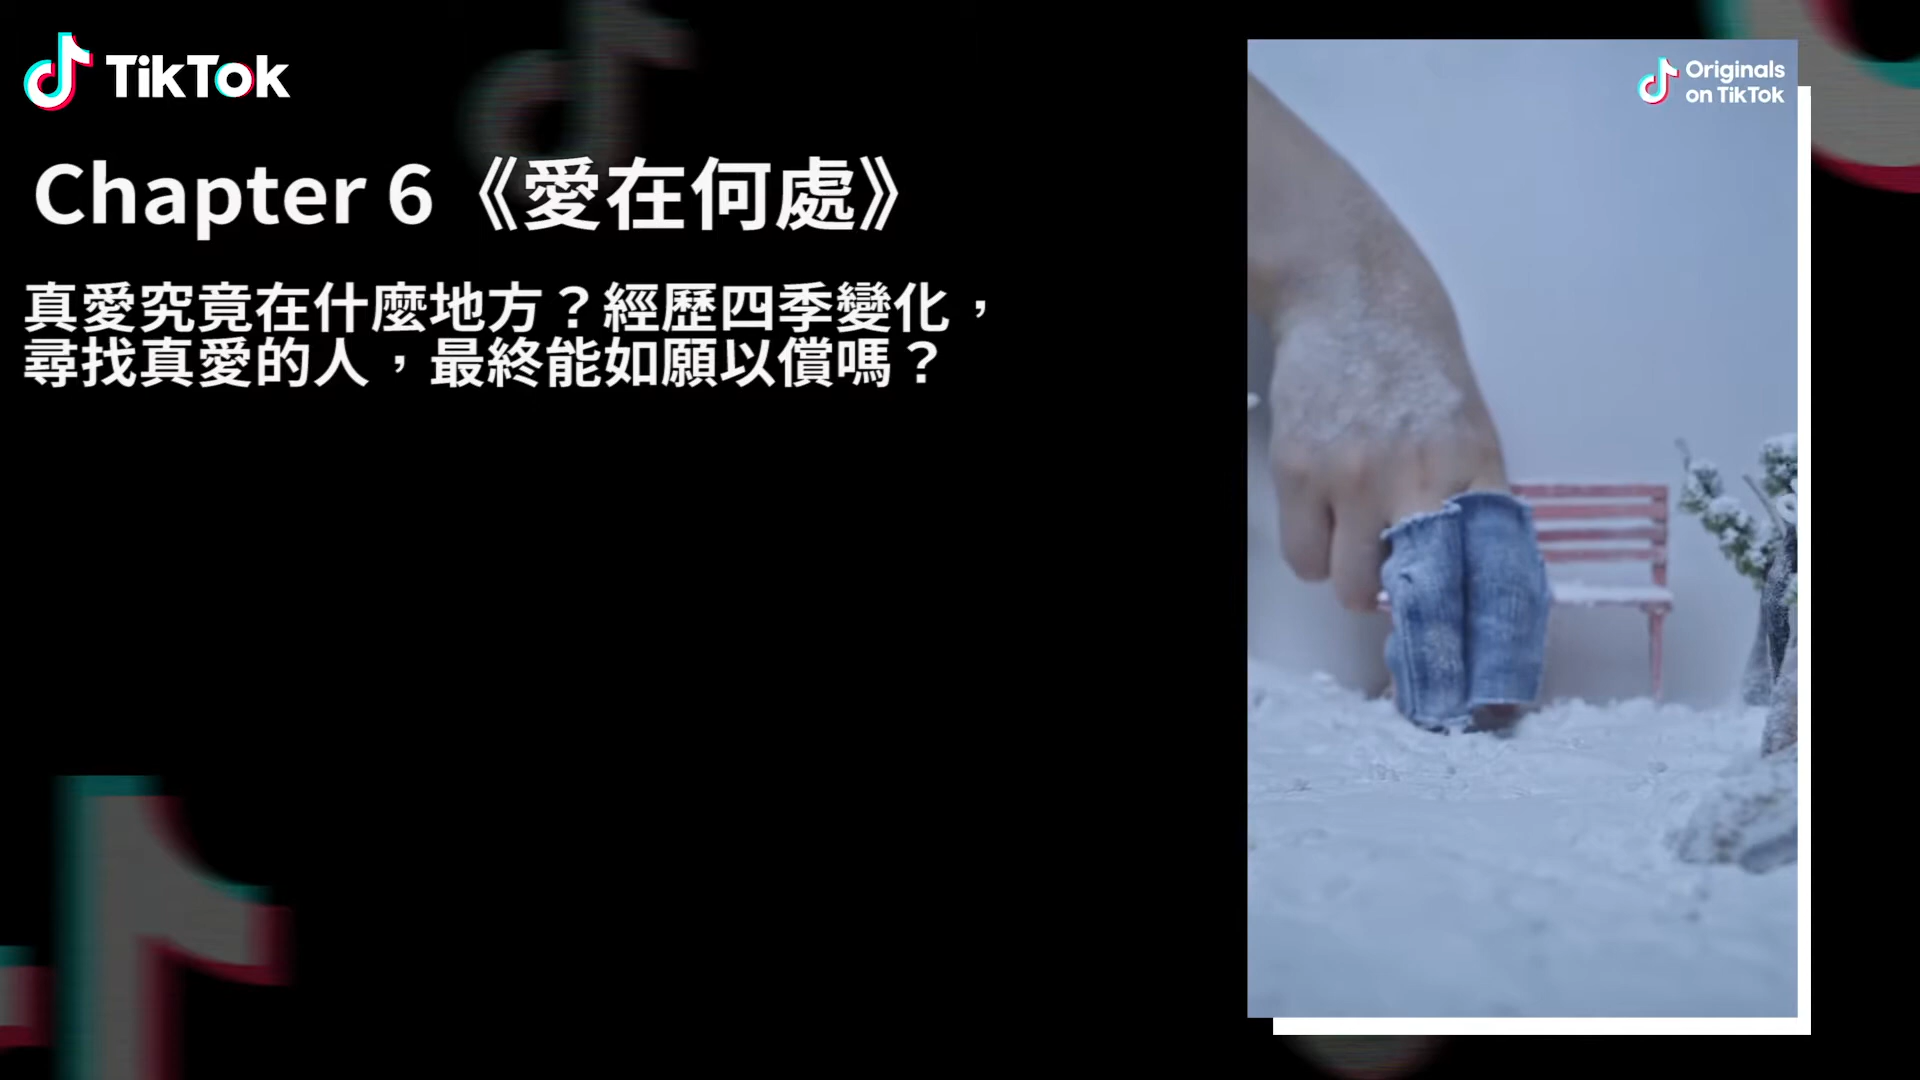 TikTok
Originals
on TikTok
Chapter 6《愛在何處》
真愛究竟在什麼地方？經歷四季變化，
尋找真愛的人，最終能如願以償嗎？